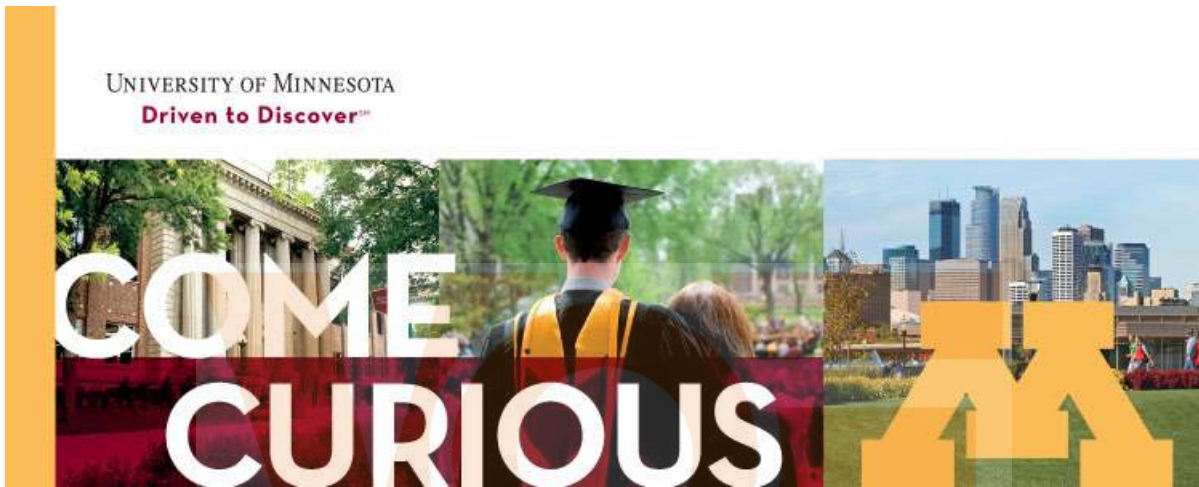 UNIVERSITY OF MINNESOTA
Driven to Discover℠
COME
CURIOUS
M